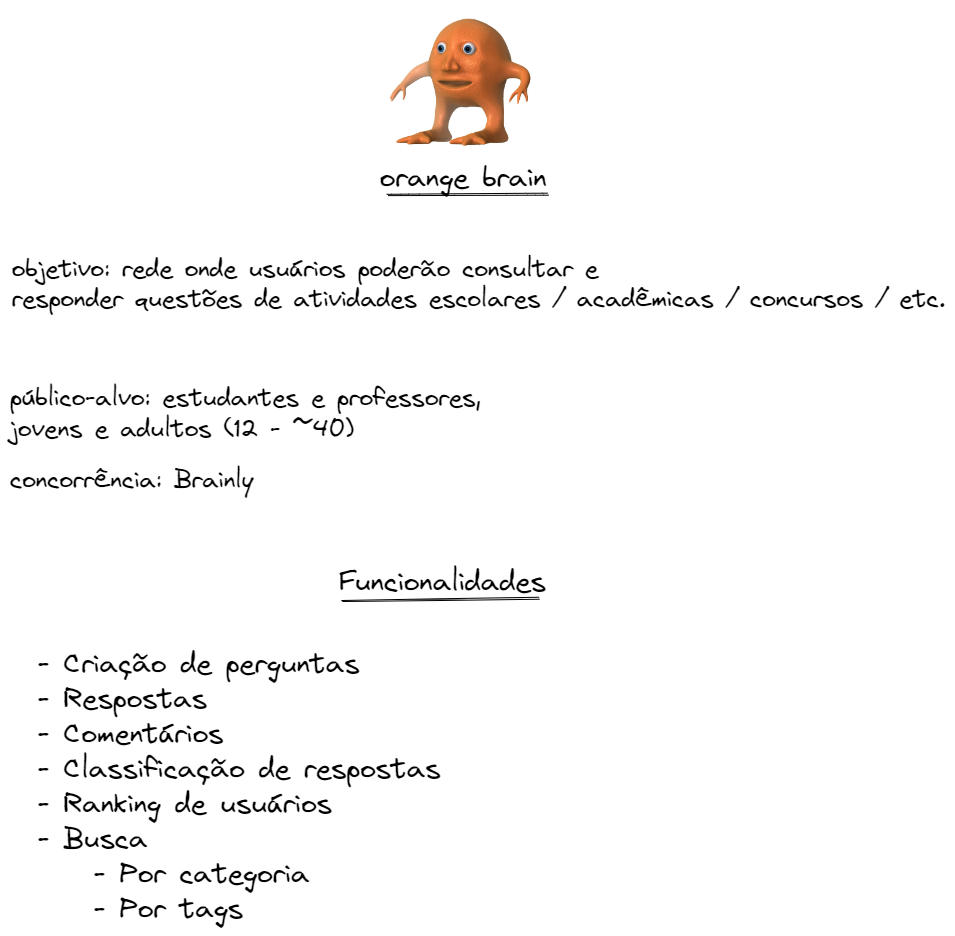 orange brain
objetivo: rede onde usuários poderão consultar e
responder questões de atividades escolares / acadêmicas / concursos / etc.
público-alvo: estudantes e professores,
jovens e adultos (12 - ~40)
concorrência: Brainly
Funcionalidades
- Criação de perguntas
- Respostas
- Comentários
- Classificação de respostas
- Ranking de usuários
- Busca
- Por categoria
- Por tags